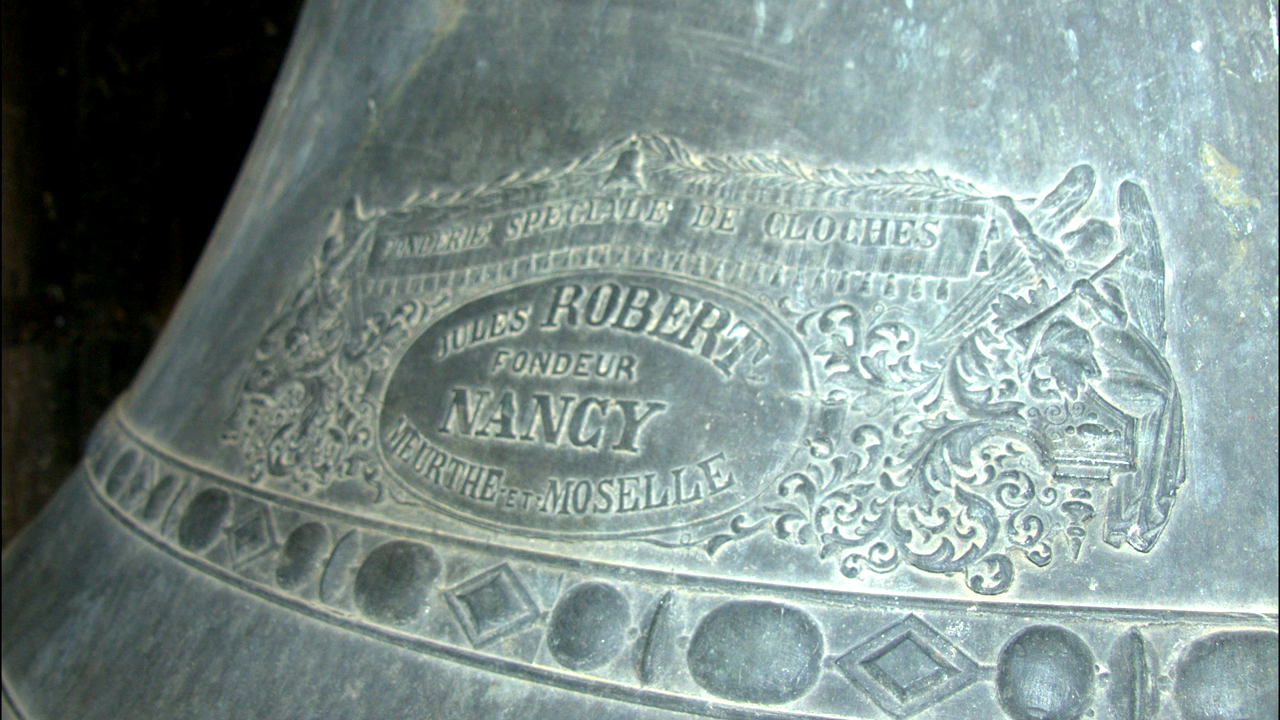 FONDERIE SPECIALE DE CLOCHES
JULES ROBERT
FONDEUR
NANCY
MEURTHE-ET-MOSELLE